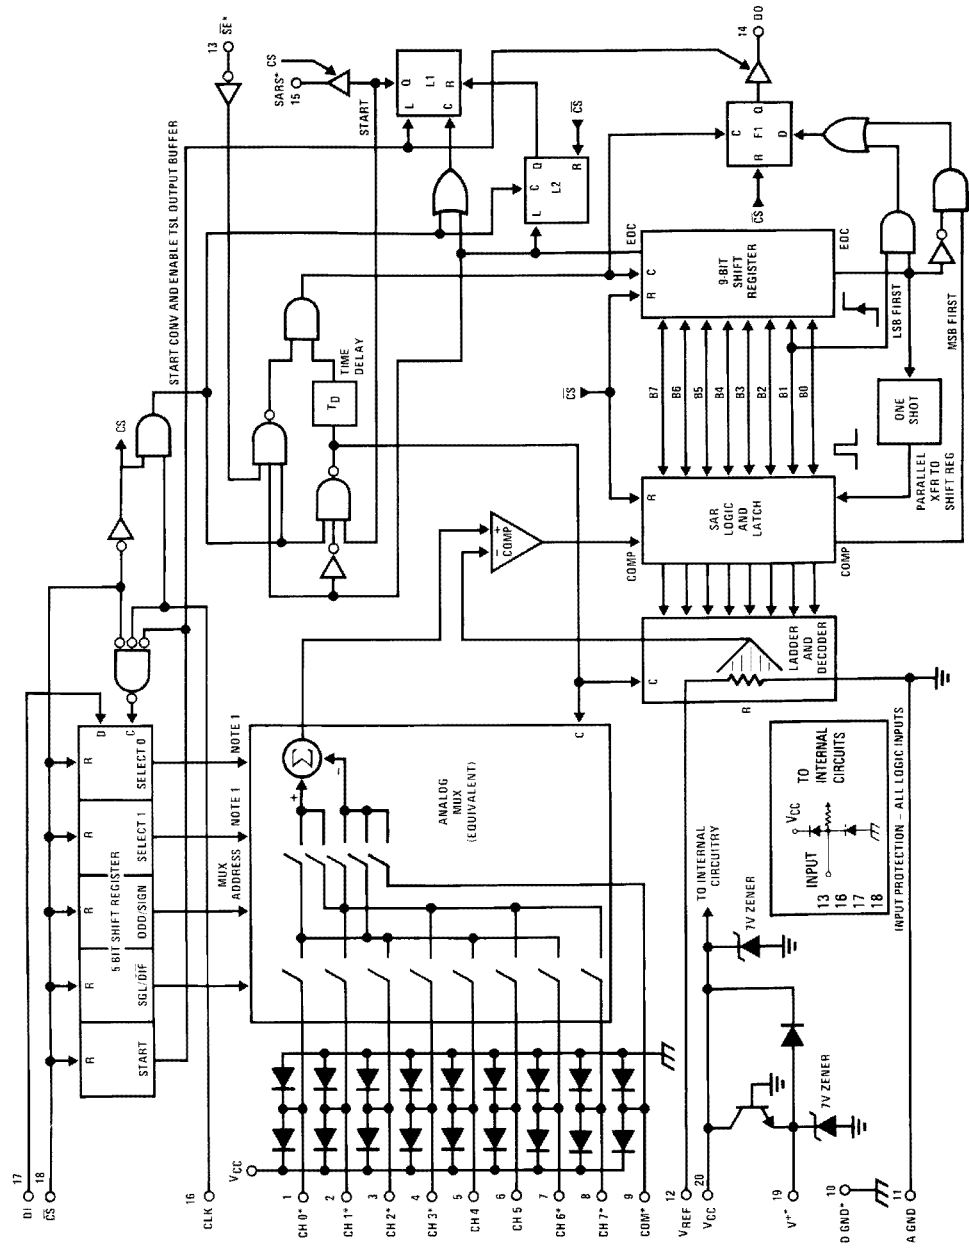 17
DI
18
C̅S̅
16
CLK
START
R
SGL/D̅I̅F̅
R
5 BIT SHIFT REGISTER
ODD/SIGN
R
SELECT 1
R
SELECT 0
R
D
C
MUX
ADDRESS
NOTE 1
NOTE 1
CS
START CONV AND ENABLE TSL OUTPUT BUFFER
13
S̅E̅*
CS
SARS*
15
START
L
Q
L1
C
R
D
C
L2
L
R
C̅S̅
TD
TIME
DELAY
VCC
1
CH 0*
2
CH 1*
3
CH 2*
4
CH 3*
5
CH 4
6
CH 5
7
CH 6*
8
CH 7*
9
COM*
ANALOG
MUX
(EQUIVALENT)
Σ
+
−
C
+
−
COMP
C̅S̅
EOC
R
C
9-BIT
SHIFT
REGISTER
EOC
B7
B6
B5
B4
B3
B2
B1
B0
C
R
F1
Q
D
C̅S̅
14
DO
LSB FIRST
MSB FIRST
ONE
SHOT
PARALLEL
XFR TO
SHIFT REG
COMP
R
SAR
LOGIC
AND
LATCH
COMP
C
LADDER
AND
DECODER
R
12
VREF
20
VCC
TO INTERNAL
CIRCUITRY
7V ZENER
19
V+*
7V ZENER
10
D GND*
11
A GND
INPUT
13
16
17
18
VCC
TO
INTERNAL
CIRCUITS
INPUT PROTECTION – ALL LOGIC INPUTS